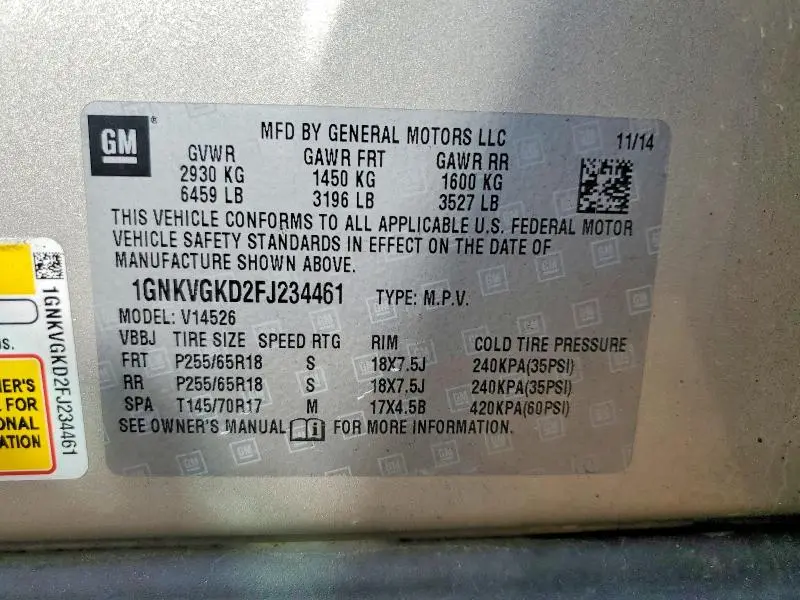 GM®
MFD BY GENERAL MOTORS LLC 11/14
GVWR GAWR FRT GAWR RR
2930 KG 1450 KG 1600 KG
6459 LB 3196 LB 3527 LB
THIS VEHICLE CONFORMS TO ALL APPLICABLE U.S. FEDERAL MOTOR
VEHICLE SAFETY STANDARDS IN EFFECT ON THE DATE OF
MANUFACTURE SHOWN ABOVE.
1GNKVGKD2FJ234461 TYPE: M.P.V.
MODEL: V14526
VBBJ TIRE SIZE SPEED RTG RIM COLD TIRE PRESSURE
FRT P255/65R18 S 18X7.5J 240KPA(35PSI)
RR P255/65R18 S 18X7.5J 240KPA(35PSI)
SPA T145/70R17 M 17X4.5B 420KPA(60PSI)
SEE OWNER'S MANUAL i FOR MORE INFORMATION.
1GNKVGKD2FJ234461
s.
NER'S
FOR
ONAL
ATION